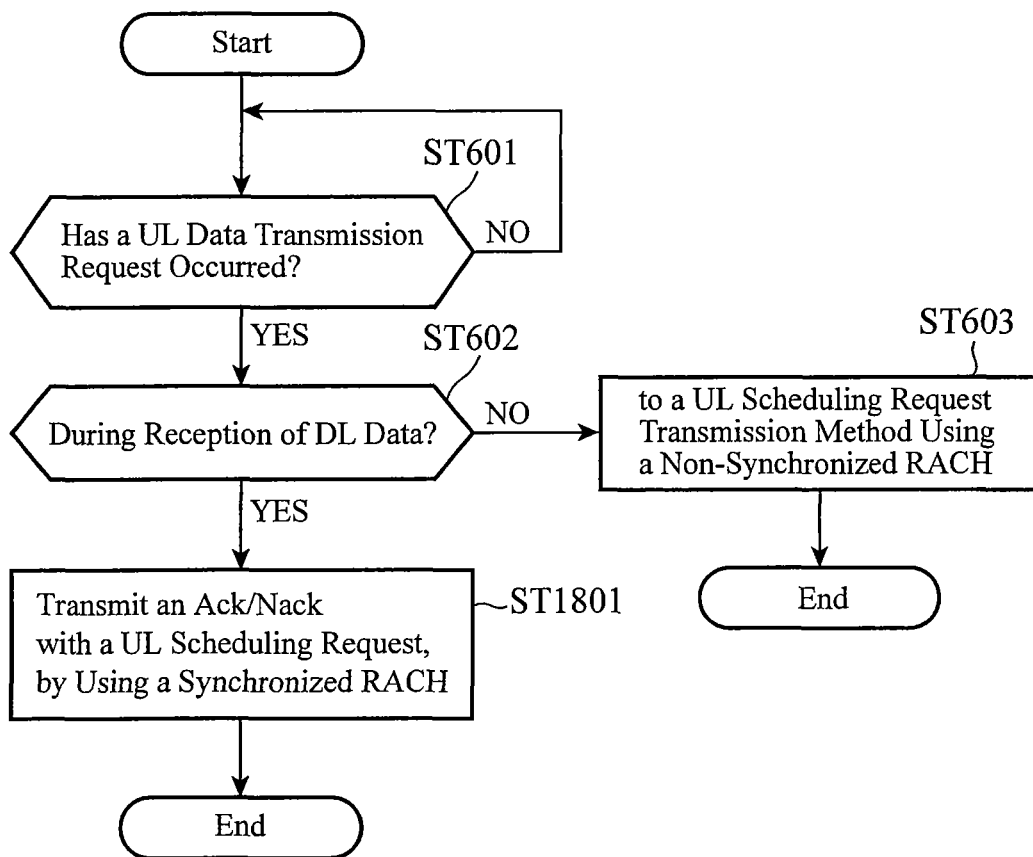 Start
ST601
Has a UL Data Transmission
Request Occurred?
NO
YES
ST602
During Reception of DL Data?
NO
ST603
to a UL Scheduling Request
Transmission Method Using
a Non-Synchronized RACH
YES
End
Transmit an Ack/Nack
with a UL Scheduling Request,
by Using a Synchronized RACH
ST1801
End